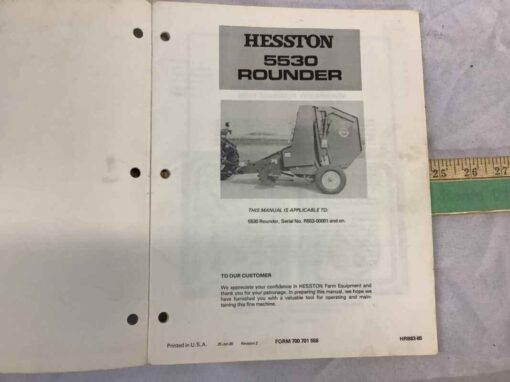 HESSTON
5530
ROUNDER
THIS MANUAL IS APPLICABLE TO:
5530 Rounder, Serial No. R553-00001 and on.
TO OUR CUSTOMER
We appreciate your confidence in HESSTON Farm Equipment and
thank you for your patronage. In preparing this manual, we hope we
have furnished you with a valuable tool for operating and main-
taining this fine machine.
Printed in U.S.A. Revision 2 FORM 700 701 558
25 26 27